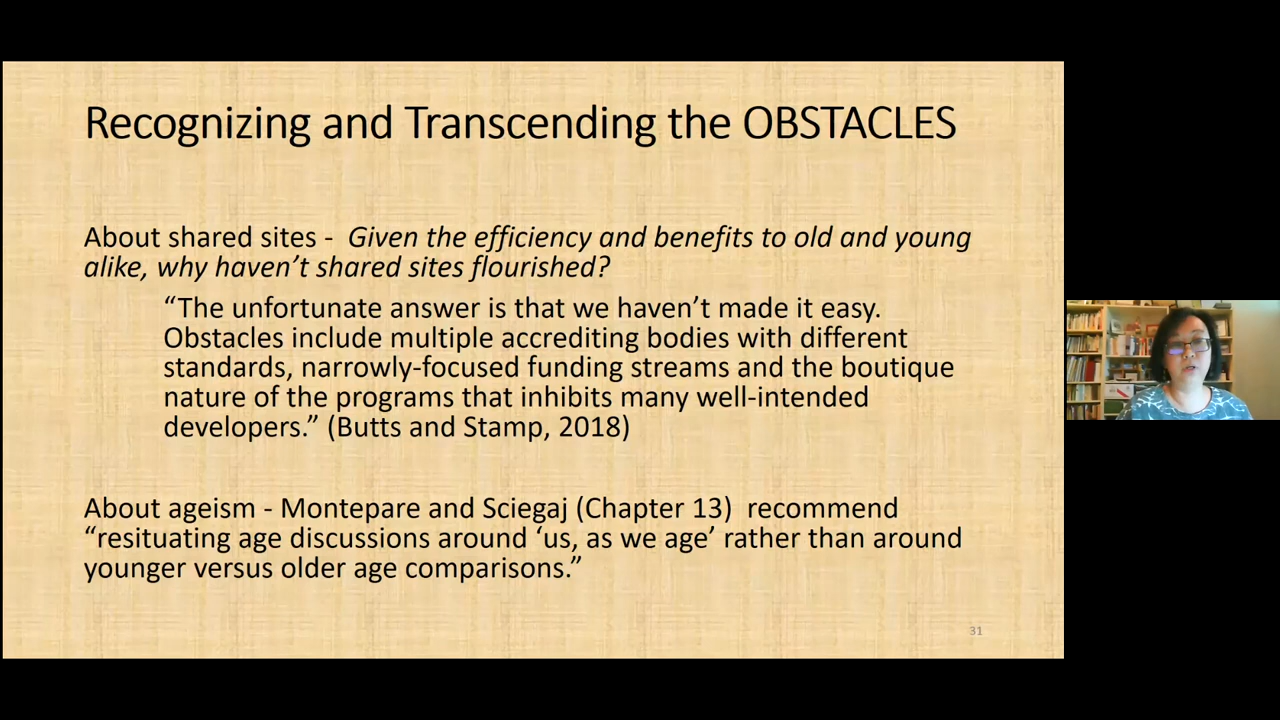 Recognizing and Transcending the OBSTACLES
About shared sites - Given the efficiency and benefits to old and young
alike, why haven’t shared sites flourished?
“The unfortunate answer is that we haven’t made it easy.
Obstacles include multiple accrediting bodies with different
standards, narrowly-focused funding streams and the boutique
nature of the programs that inhibits many well-intended
developers.” (Butts and Stamp, 2018)
About ageism - Montepare and Sciegaj (Chapter 13)  recommend
“resituating age discussions around ‘us, as we age’ rather than around
younger versus older age comparisons.”
31